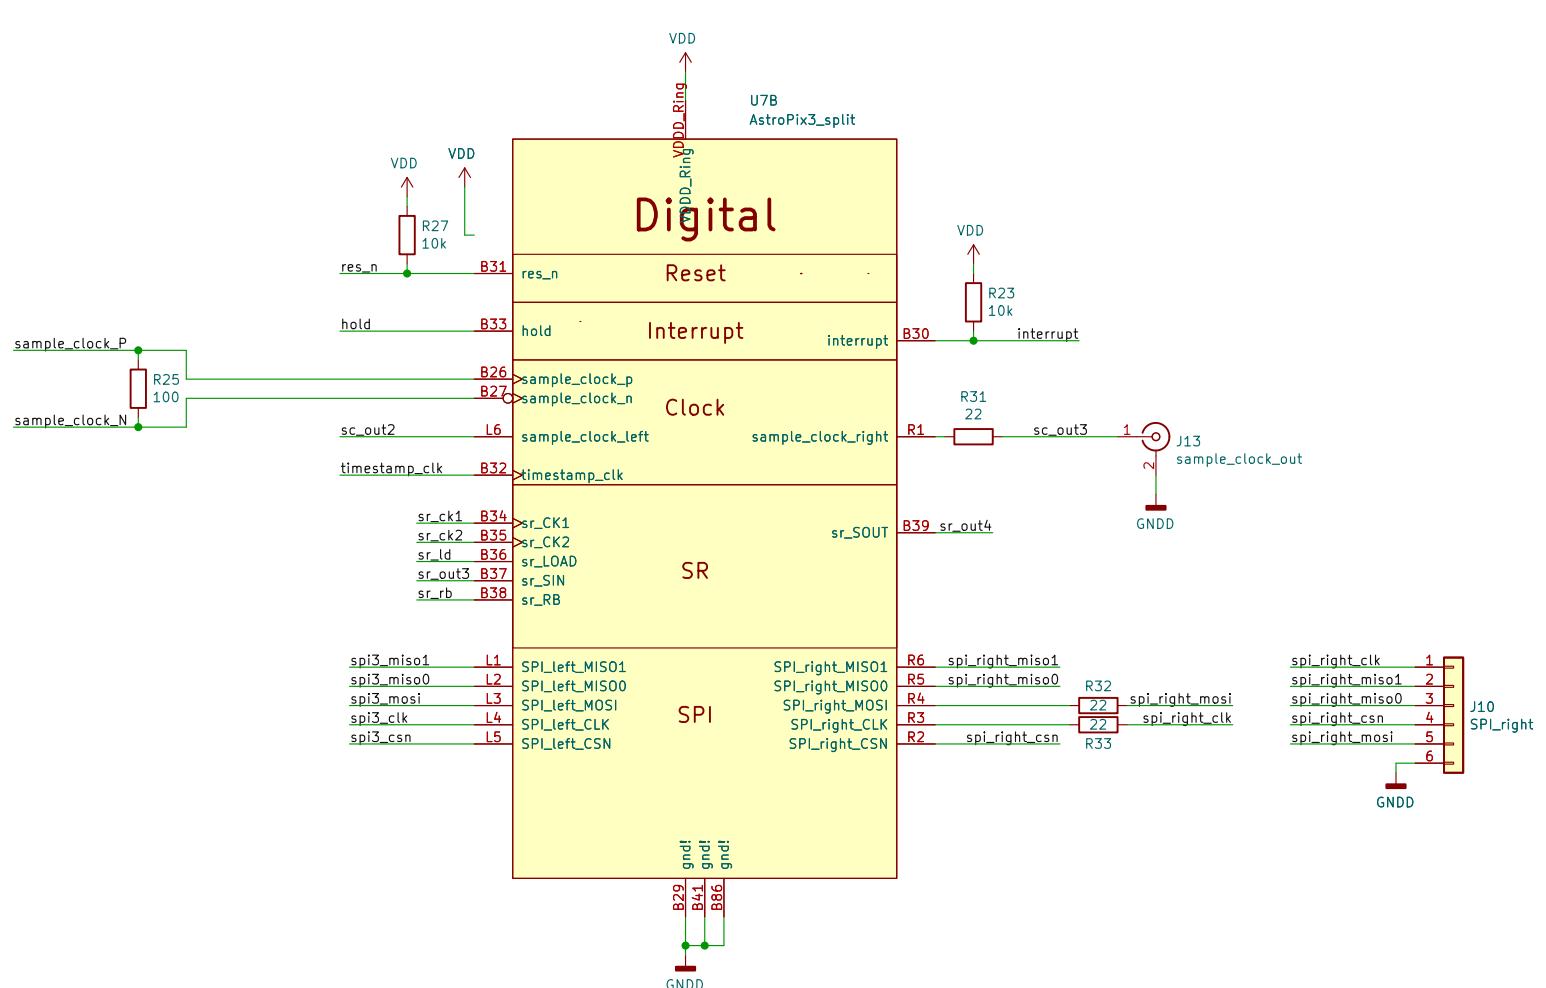 VDD
VDDD_Ring
VDDD_Ring
U7B
AstroPix3_split
Digital
VDD
VDD
R27
10k
res_n
B31
res_n
Reset
hold
B33
hold
Interrupt
interrupt
B30
VDD
R23
10k
interrupt
sample_clock_P
R25
100
sample_clock_N
B26
sample_clock_p
B27
sample_clock_n
Clock
sc_out2
L6
sample_clock_left
sample_clock_right
R1
R31
22
sc_out3
1
2
J13
sample_clock_out
GNDD
timestamp_clk
B32
timestamp_clk
sr_ck1
B34
sr_CK1
sr_ck2
B35
sr_CK2
sr_ld
B36
sr_LOAD
sr_out3
B37
sr_SIN
sr_rb
B38
sr_RB
SR
sr_SOUT
B39
sr_out4
spi3_miso1
L1
SPI_left_MISO1
spi3_miso0
L2
SPI_left_MISO0
spi3_mosi
L3
SPI_left_MOSI
spi3_clk
L4
SPI_left_CLK
spi3_csn
L5
SPI_left_CSN
SPI
SPI_right_MISO1
R6
spi_right_miso1
SPI_right_MISO0
R5
spi_right_miso0
SPI_right_MOSI
R4
R32
22
spi_right_mosi
SPI_right_CLK
R3
22
R33
spi_right_clk
SPI_right_CSN
R2
spi_right_csn
spi_right_clk
1
spi_right_miso1
2
spi_right_miso0
3
spi_right_csn
4
spi_right_mosi
5
6
J10
SPI_right
GNDD
gnd!
gnd!
gnd!
B29
B41
B86
GNDD